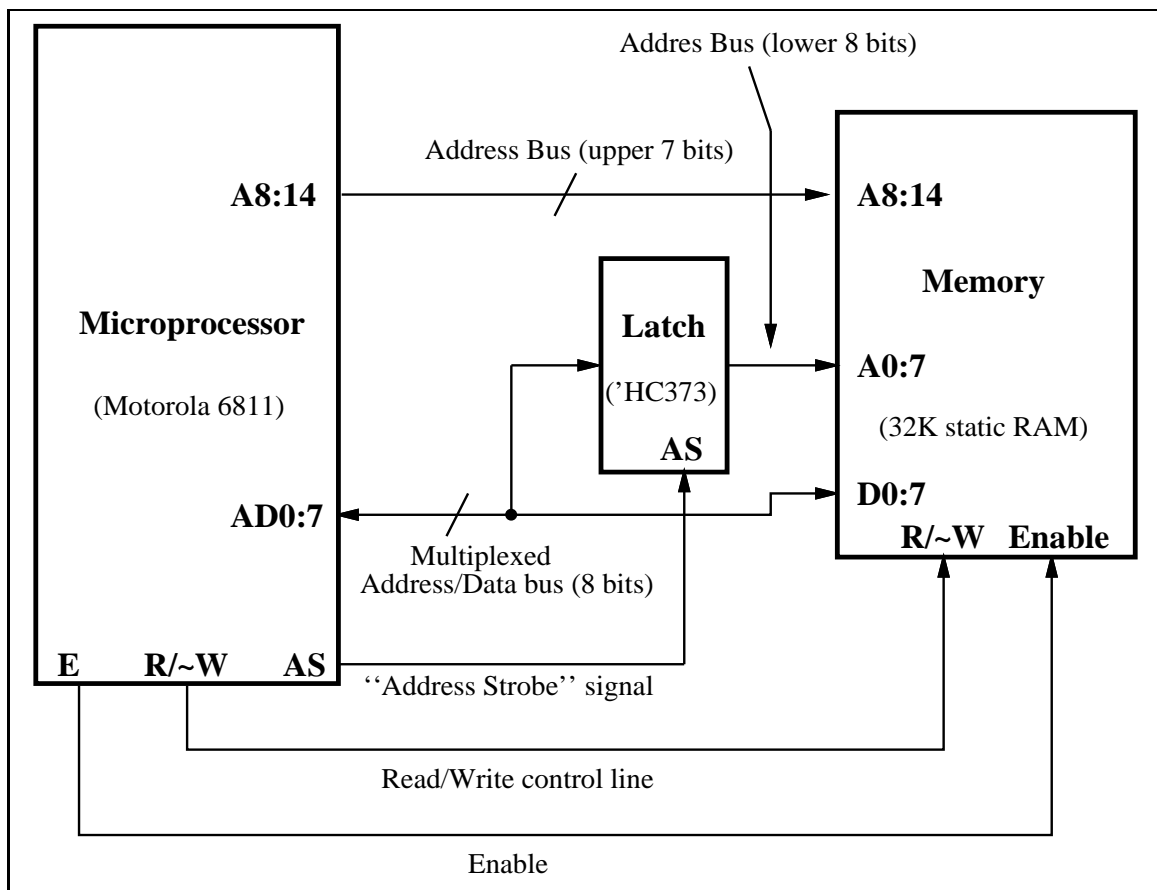 Addres Bus (lower 8 bits)
Address Bus (upper 7 bits)
A8:14
A8:14
Microprocessor
(Motorola 6811)
Latch
('HC373)
AS
Memory
A0:7
(32K static RAM)
D0:7
R/~W Enable
AD0:7
Multiplexed
Address/Data bus (8 bits)
E R/~W AS
‘‘Address Strobe’’ signal
Read/Write control line
Enable